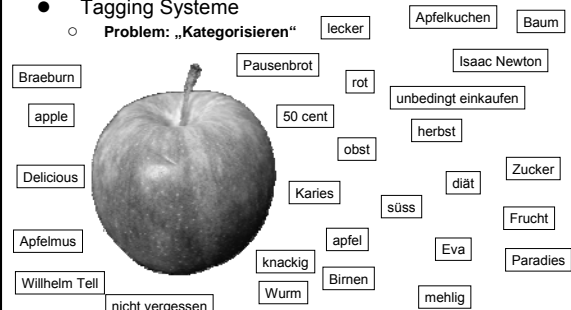 Tagging Systeme
Problem: „Kategorisieren“
lecker
Apfelkuchen
Baum
Pausenbrot
Isaac Newton
Braeburn
rot
unbedingt einkaufen
apple
50 cent
herbst
obst
Zucker
Delicious
diät
Karies
süss
Frucht
Apfelmus
apfel
Eva
knackig
Paradies
Willhelm Tell
Birnen
Wurm
mehlig
nicht vergessen